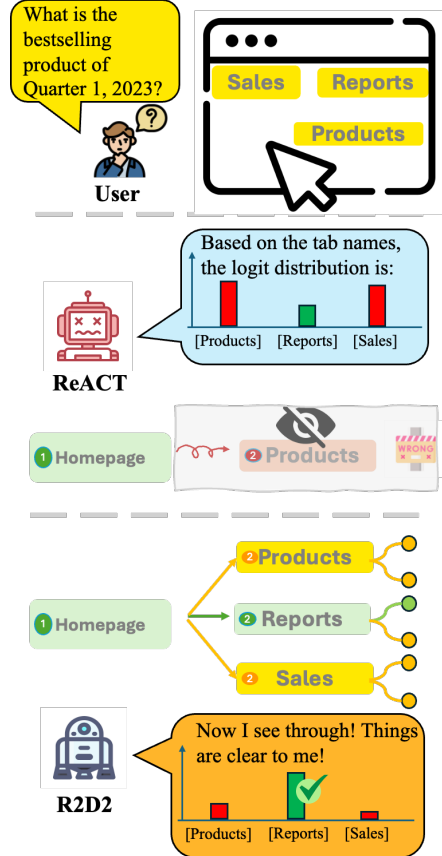 What is the
bestselling
product of
Quarter 1, 2023?
User
Sales
Reports
Products
Based on the tab names,
the logit distribution is:
[Products]
[Reports]
[Sales]
ReACT
1 Homepage
2 Products
WRONG
1 Homepage
2 Products
2 Reports
2 Sales
R2D2
Now I see through! Things
are clear to me!
[Products]
[Reports]
[Sales]